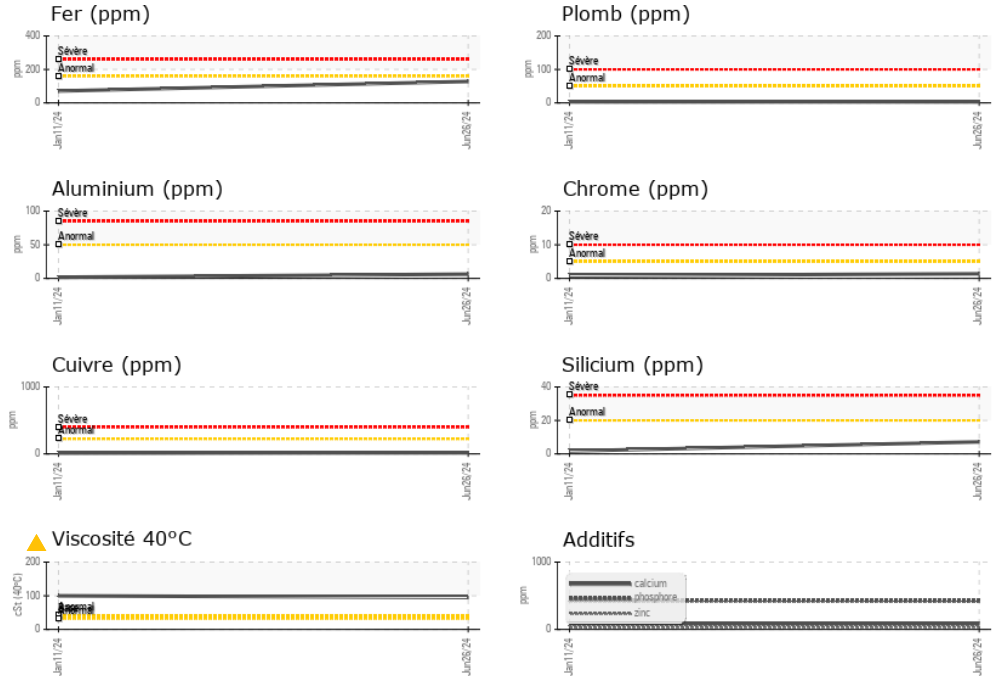 Fer (ppm)
400
200
0
ppm
Sévère
Anormal
Jan11/24
Jun26/24
Plomb (ppm)
200
100
0
ppm
Sévère
Anormal
Jan11/24
Jun26/24
Aluminium (ppm)
100
50
0
ppm
Sévère
Anormal
Jan11/24
Jun26/24
Chrome (ppm)
20
10
0
ppm
Sévère
Anormal
Jan11/24
Jun26/24
Cuivre (ppm)
1000
0
ppm
Sévère
Anormal
Jan11/24
Jun26/24
Silicium (ppm)
40
20
0
ppm
Sévère
Anormal
Jan11/24
Jun26/24
Viscosité 40°C
200
100
0
cSt (40°C)
Anormal
Jan11/24
Jun26/24
Additifs
1000
0
ppm
calcium
phosphore
zinc
Jan11/24
Jun26/24